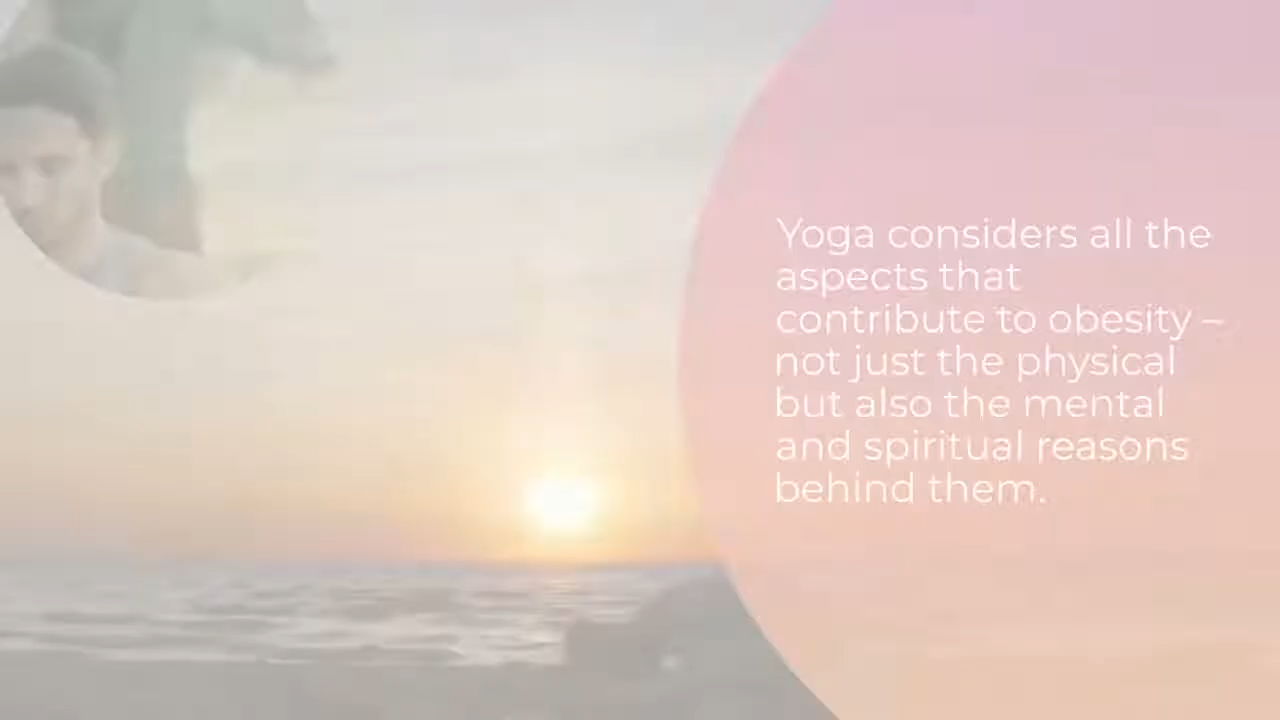 Yoga considers all the
aspects that
contribute to obesity –
not just the physical
but also the mental
and spiritual reasons
behind them.